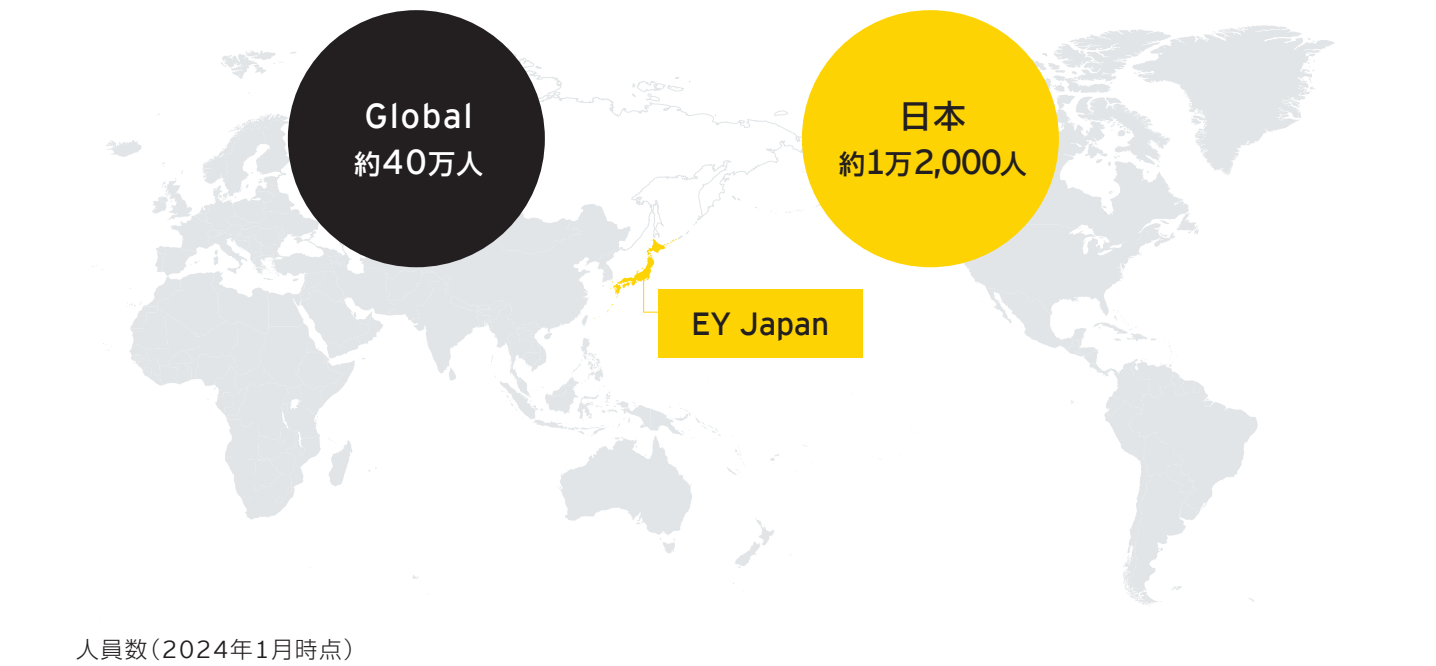 Global
約40万人
日本
約1万2,000人
EY Japan
人員数（2024年1月時点）